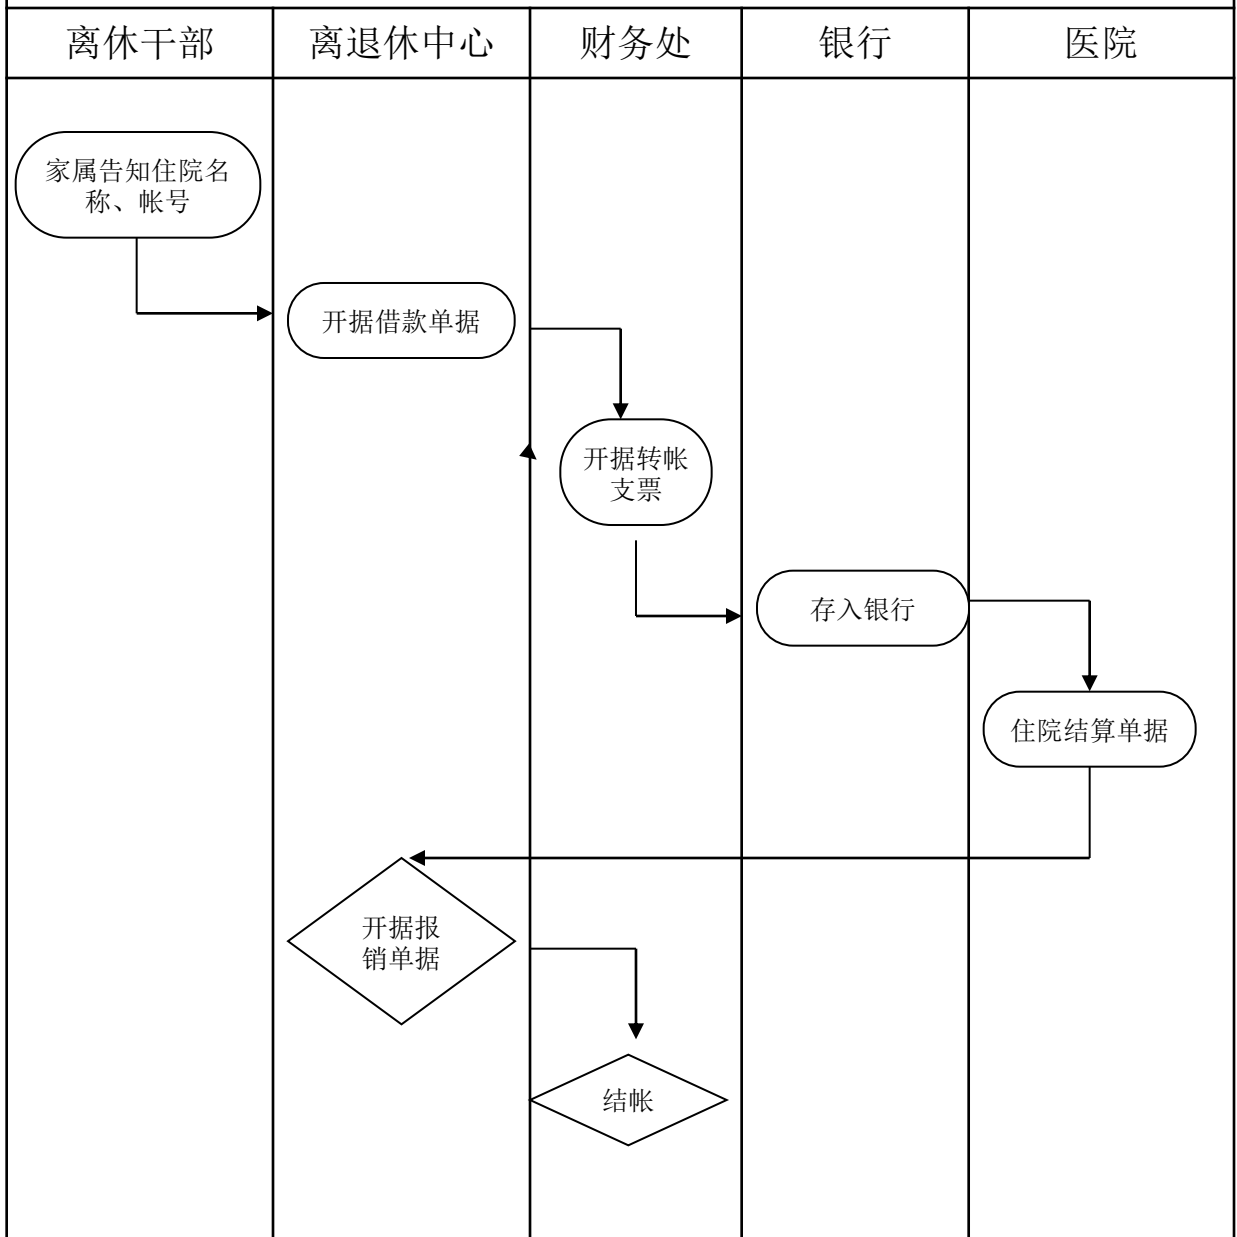 离休干部
离退休中心
财务处
银行
医院
家属告知住院名
称、帐号
开据借款单据
开据转帐
支票
存入银行
住院结算单据
开据报
销单据
结帐